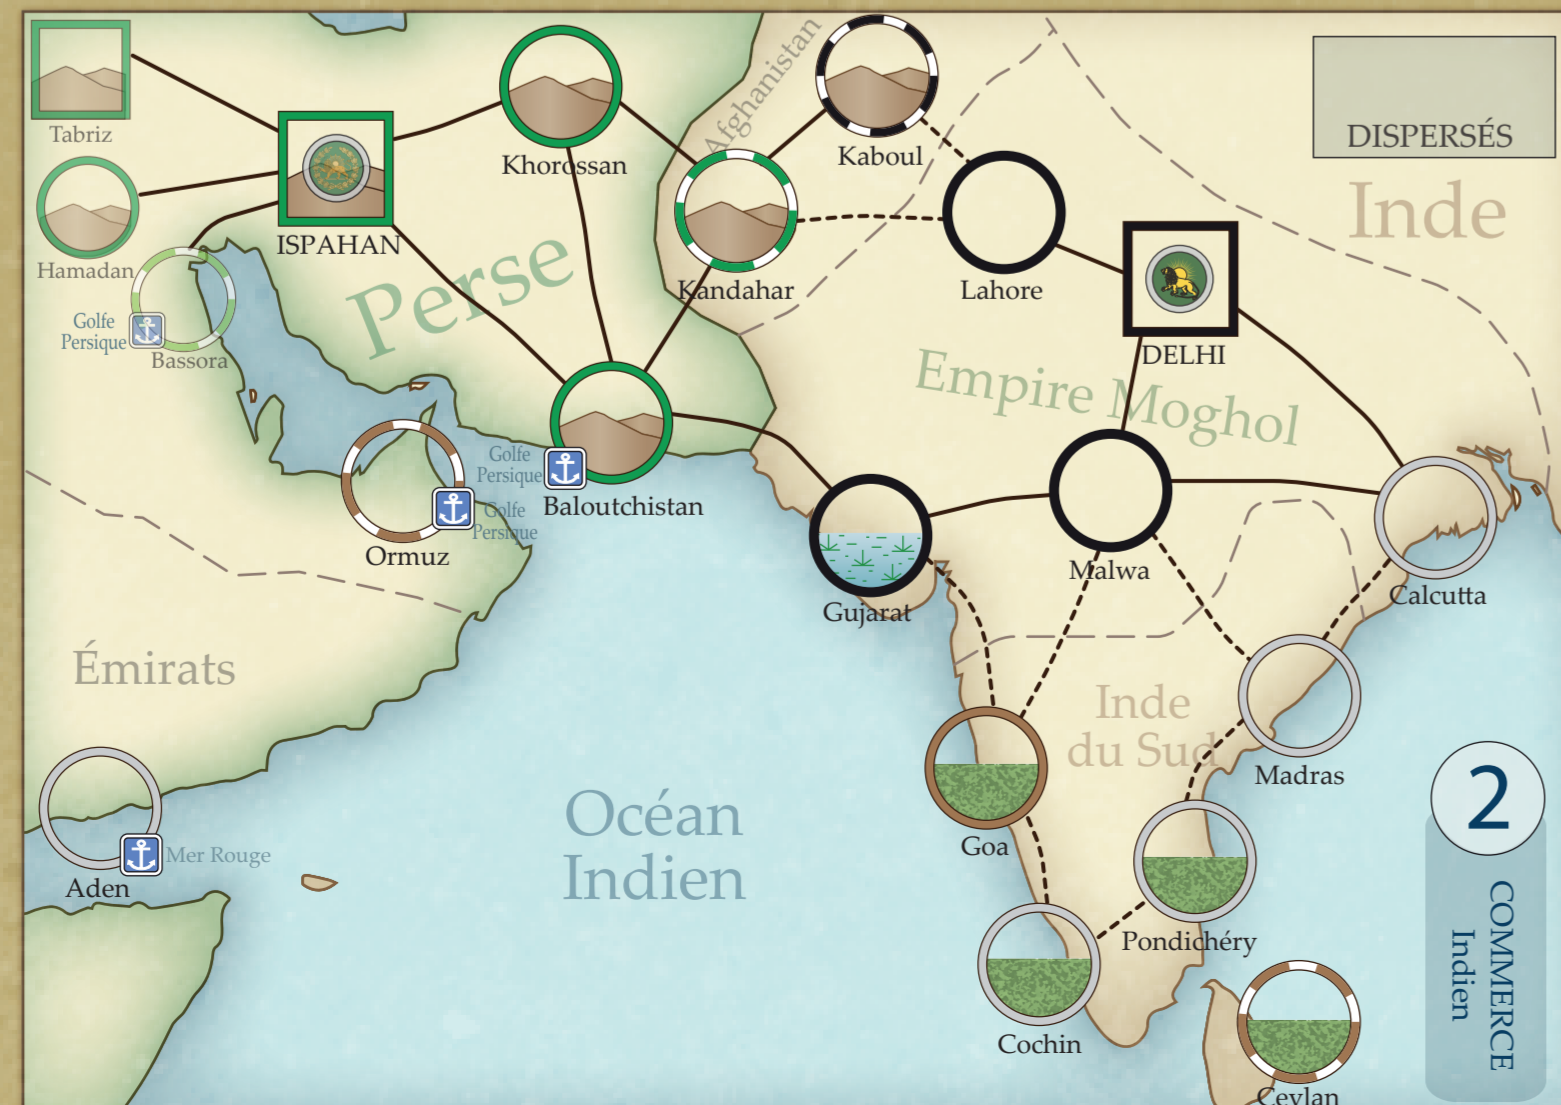 Tabriz
Khorossan
Afghanistan
Kaboul
DISPERSÉS
Hamadan
ISPAHAN
Perse
Kandahar
Lahore
Inde
Golfe
Persique
Bassora
DELHI
Empire Moghol
Golfe
Persique
Baloutchistan
Golfe
Persique
Ormuz
Gujarat
Malwa
Calcutta
Émirats
Inde
du Sud
Madras
Océan
Indien
Goa
Mer Rouge
Aden
Pondichéry
2
COMMERCE
Indien
Cochin
Ceylan